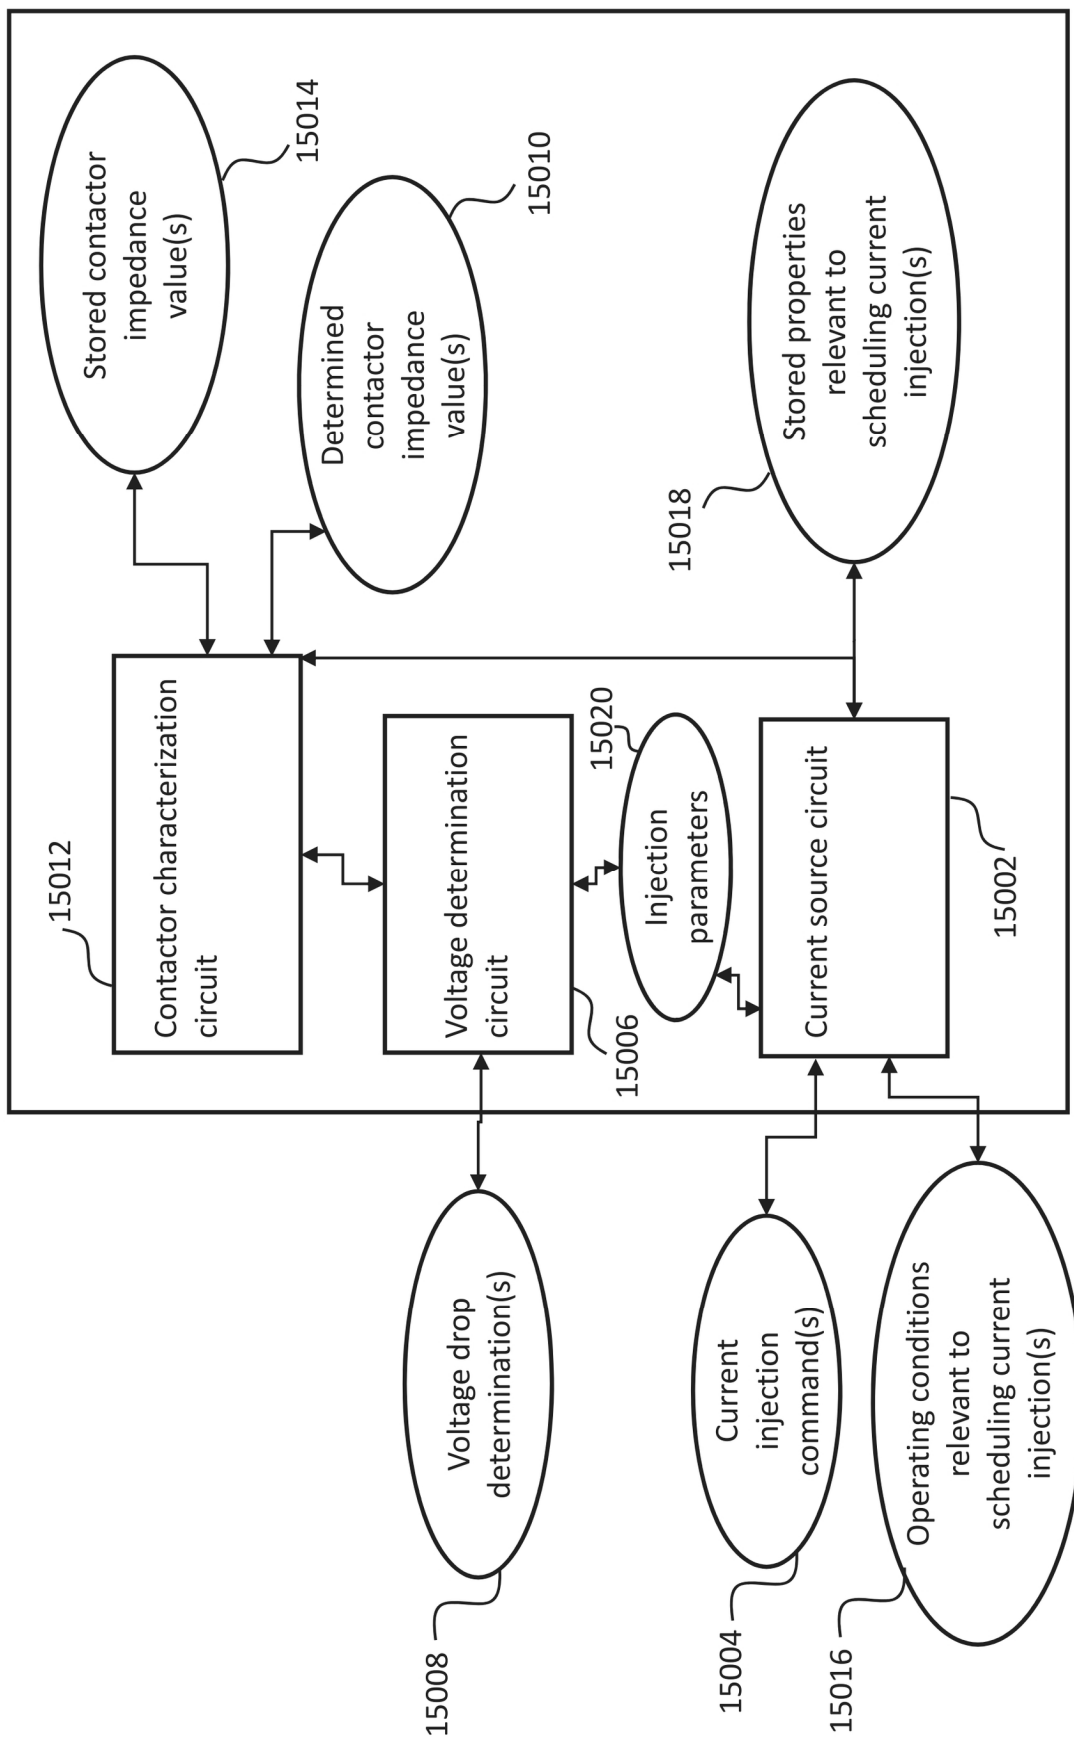 15012
Contactor characterization
circuit
Stored contactor
impedance
value(s)
15014
Determined
contactor
impedance
value(s)
15010
15008
Voltage drop
determination(s)
Voltage determination
circuit
15006
Injection
parameters
15020
15018
Stored properties
relevant to
scheduling current
injection(s)
15004
Current
injection
command(s)
Current source circuit
15002
15016
Operating conditions
relevant to
scheduling current
injection(s)